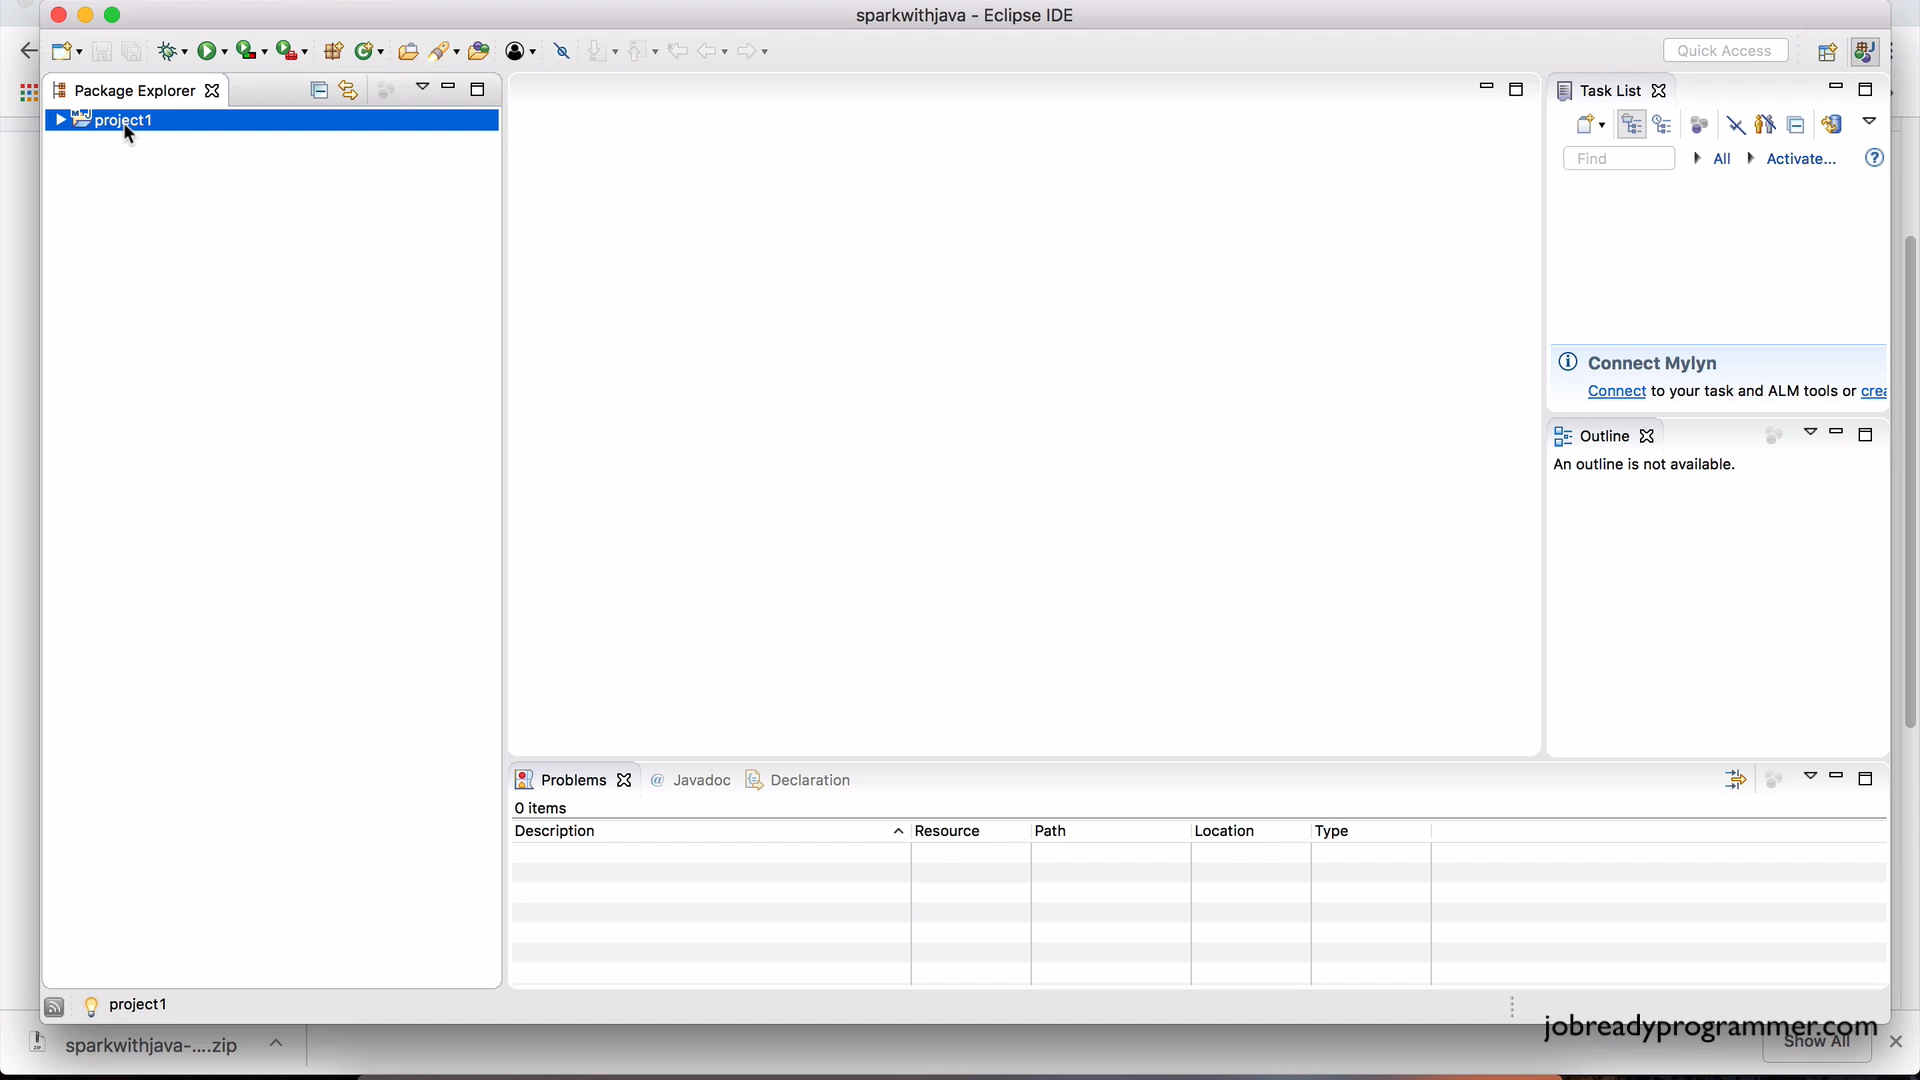 sparkwithjava - Eclipse IDE
Quick Access
Package Explorer
project1
Task List
Find
All
Activate...
Connect Mylyn
Connect to your task and ALM tools or crea
Outline
An outline is not available.
Problems
@ Javadoc
Declaration
0 items
Description
Resource
Path
Location
Type
project1
jobreadyprogrammer.com
sparkwithjava-....zip
Show All